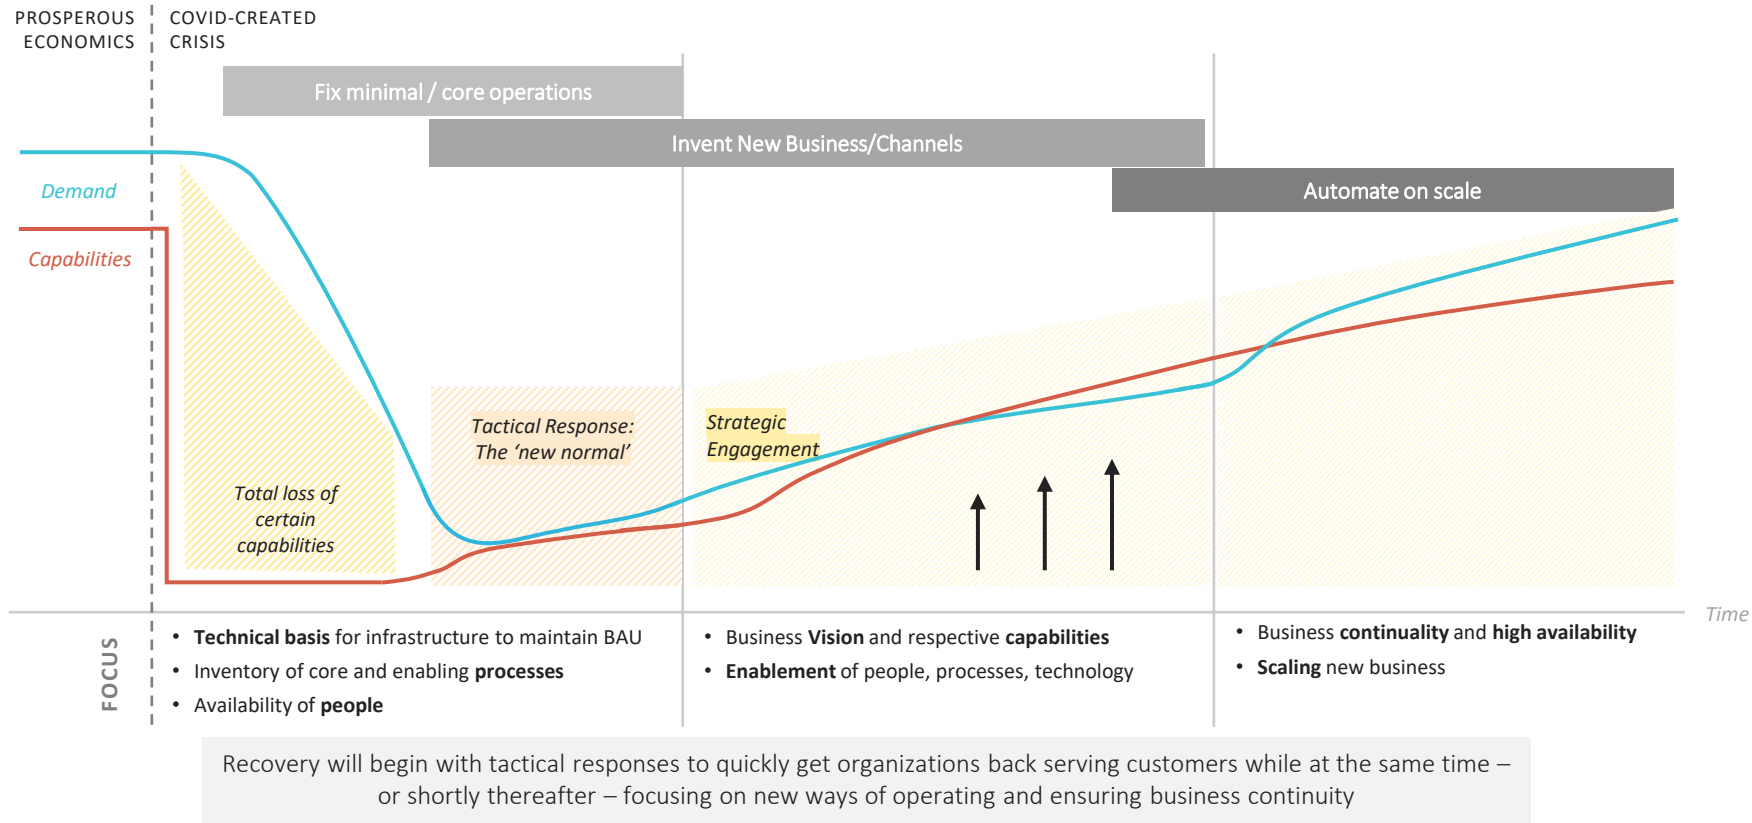 PROSPEROUS
ECONOMICS
COVID-CREATED
CRISIS
Fix minimal / core operations
Invent New Business/Channels
Automate on scale
Demand
Capabilities
Total loss of
certain
capabilities
Tactical Response:
The ‘new normal’
Strategic
Engagement
Time
FOCUS
• Technical basis for infrastructure to maintain BAU
• Inventory of core and enabling processes
• Availability of people
• Business Vision and respective capabilities
• Enablement of people, processes, technology
• Business continuality and high availability
• Scaling new business
Recovery will begin with tactical responses to quickly get organizations back serving customers while at the same time –
or shortly thereafter – focusing on new ways of operating and ensuring business continuity